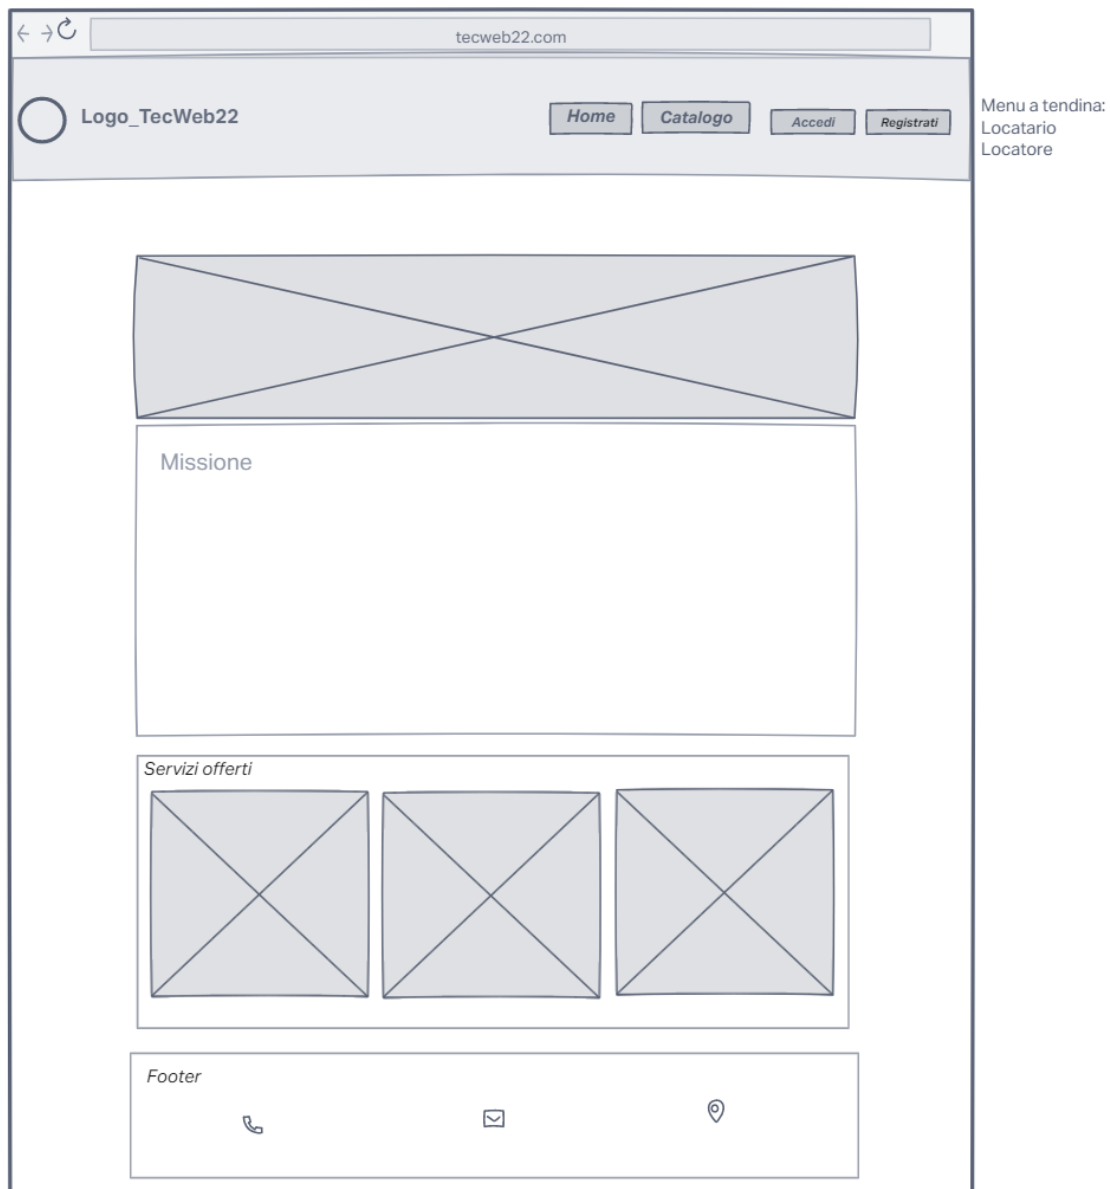 tecweb22.com
Logo_TecWeb22
Home
Catalogo
Accedi
Registrati
Menu a tendina:
Locatario
Locatore
Missione
Servizi offerti
Footer